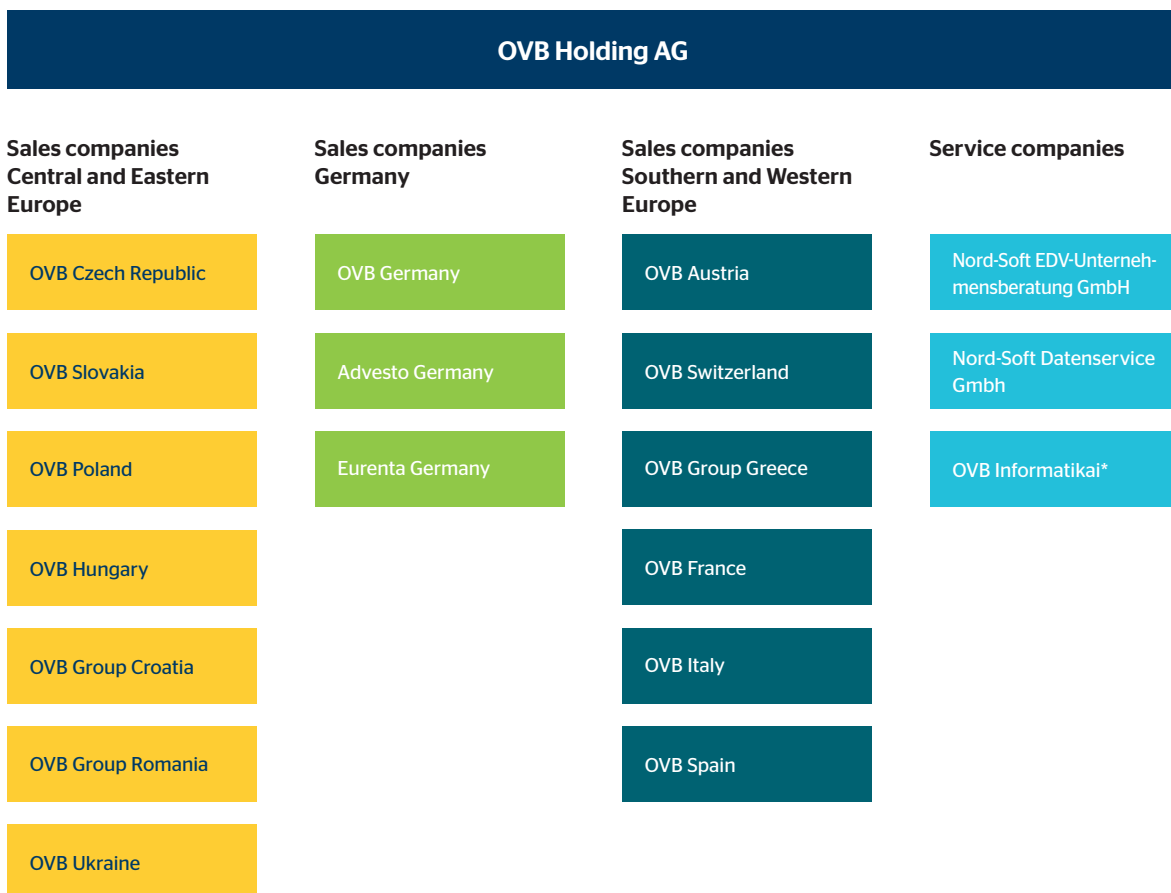 OVB Holding AG
Sales companies
Central and Eastern
Europe
OVB Czech Republic
OVB Slovakia
OVB Poland
OVB Hungary
OVB Group Croatia
OVB Group Romania
OVB Ukraine
Sales companies
Germany
OVB Germany
Advesto Germany
Eurenta Germany
Sales companies
Southern and Western
Europe
OVB Austria
OVB Switzerland
OVB Group Greece
OVB France
OVB Italy
OVB Spain
Service companies
Nord-Soft EDV-Unterneh-
mensberatung GmbH
Nord-Soft Datenservice
Gmbh
OVB Informatikai*